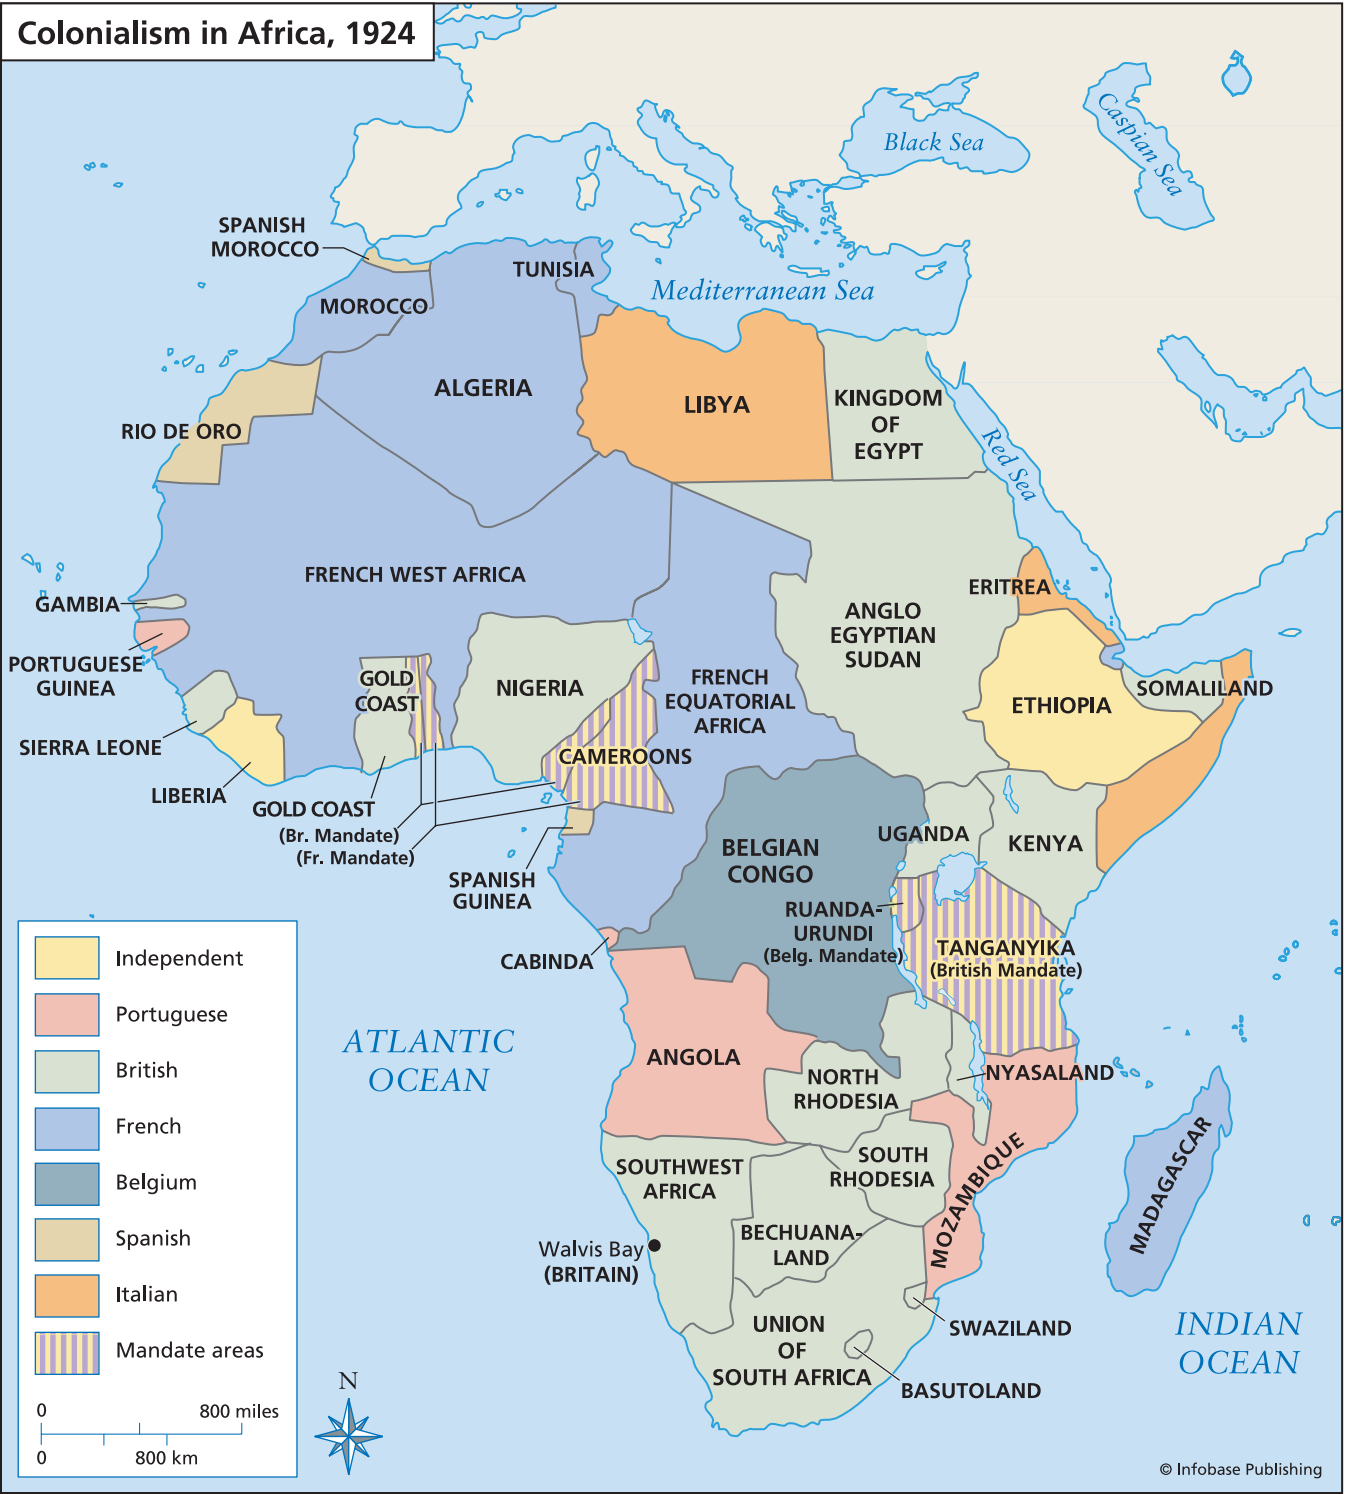 Colonialism in Africa, 1924
Black Sea
Caspian Sea
SPANISH
MOROCCO
TUNISIA
Mediterranean Sea
MOROCCO
ALGERIA
LIBYA
KINGDOM
OF
EGYPT
RIO DE ORO
Red Sea
FRENCH WEST AFRICA
ERITREA
GAMBIA
ANGLO
EGYPTIAN
SUDAN
PORTUGUESE
GUINEA
GOLD
COAST
NIGERIA
FRENCH
EQUATORIAL
AFRICA
SOMALILAND
ETHIOPIA
SIERRA LEONE
CAMEROONS
LIBERIA
GOLD COAST
(Br. Mandate)
(Fr. Mandate)
UGANDA
KENYA
BELGIAN
CONGO
SPANISH
GUINEA
RUANDA-
URUNDI
(Belg. Mandate)
TANGANYIKA
(British Mandate)
CABINDA
ATLANTIC
OCEAN
ANGOLA
NORTH
RHODESIA
NYASALAND
SOUTHWEST
AFRICA
SOUTH
RHODESIA
MOZAMBIQUE
MADAGASCAR
BECHUANA-
LAND
Walvis Bay
(BRITAIN)
SWAZILAND
UNION
OF
SOUTH AFRICA
BASUTOLAND
INDIAN
OCEAN
Independent
Portuguese
British
French
Belgium
Spanish
Italian
Mandate areas
0 800 miles
0 800 km
N
© Infobase Publishing